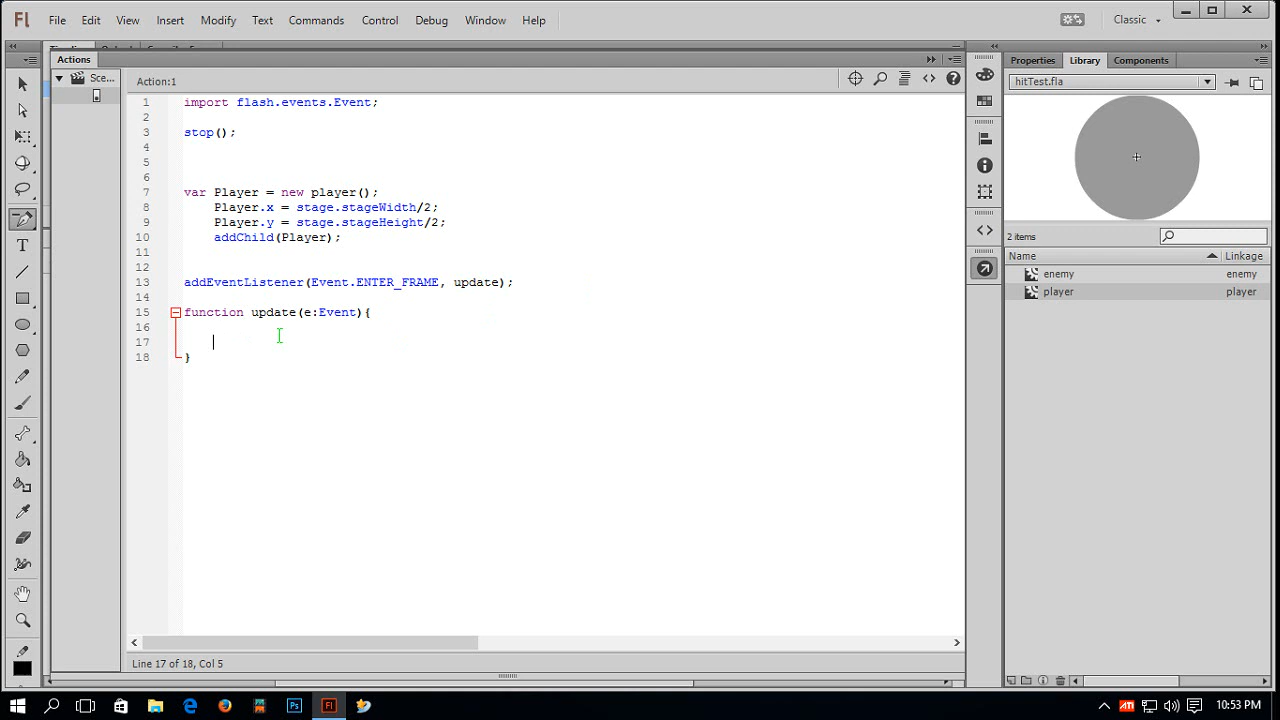 Fl File Edit View Insert Modify Text Commands Control Debug Window Help Classic
Actions
Properties Library Components
Sce...
Action:1
hitTest.fla
1 import flash.events.Event;
2
3 stop();
4
5
6
7 var Player = new player();
8 Player.x = stage.stageWidth/2;
9 Player.y = stage.stageHeight/2;
10 addChild(Player);
11
12
13 addEventListener(Event.ENTER_FRAME, update);
14
15 function update(e:Event){
16
17
18 }
2 items
Name Linkage
enemy enemy
player player
Line 17 of 18, Col 5
Ps Fl ATI 10:53 PM